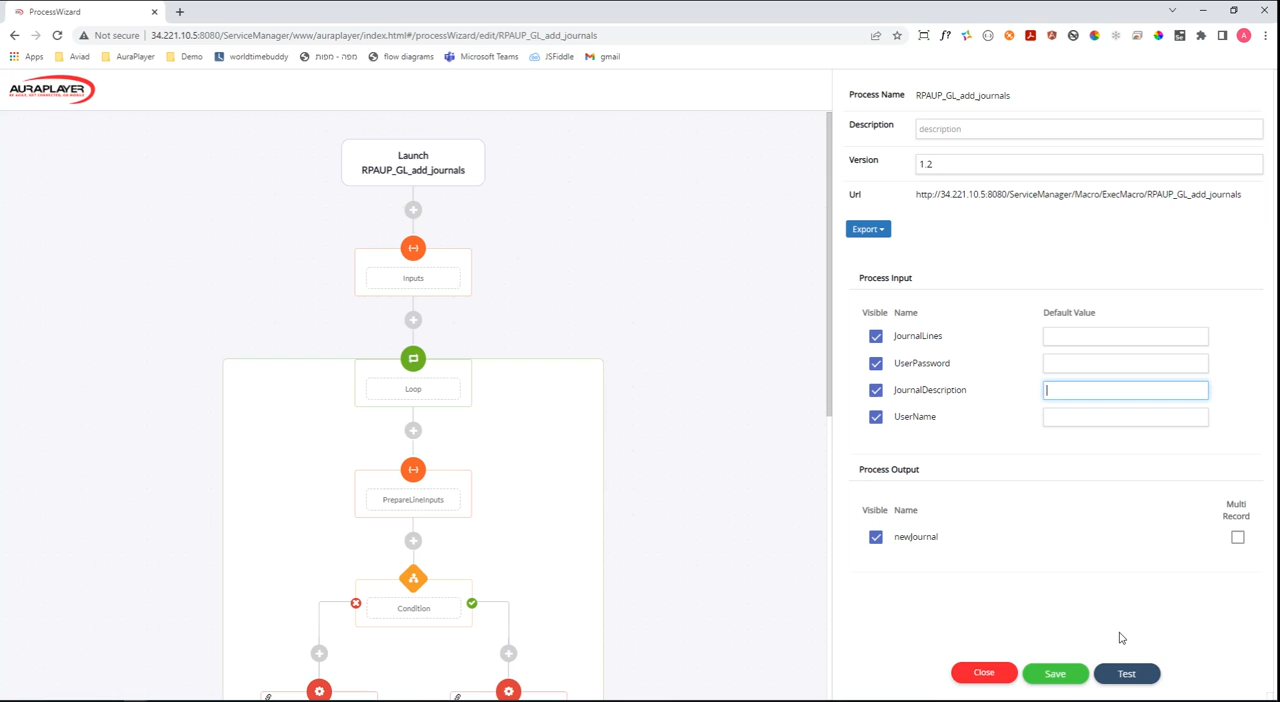 ProcessWizard
Not secure
34.221.10.5:8080/ServiceManager/www/auraplayer/index.html#/processWizard/edit/RPAUP_GL_add_journals
Apps
Aviad
AuraPlayer
Demo
worldtimebuddy
מפה - מפות
flow diagrams
Microsoft Teams
JSFiddle
gmail
f?
A
AURAPLAYER
Launch
RPAUP_GL_add_journals
Inputs
Loop
PrepareLineInputs
Condition
Process Name
RPAUP_GL_add_journals
Description
description
Version
1.2
Url
http://34.221.10.5:8080/ServiceManager/Macro/ExecMacro/RPAUP_GL_add_journals
Export
Process Input
Visible
Name
Default Value
JournalLines
UserPassword
JournalDescription
UserName
Process Output
Visible
Name
Multi
Record
newJournal
Close
Save
Test